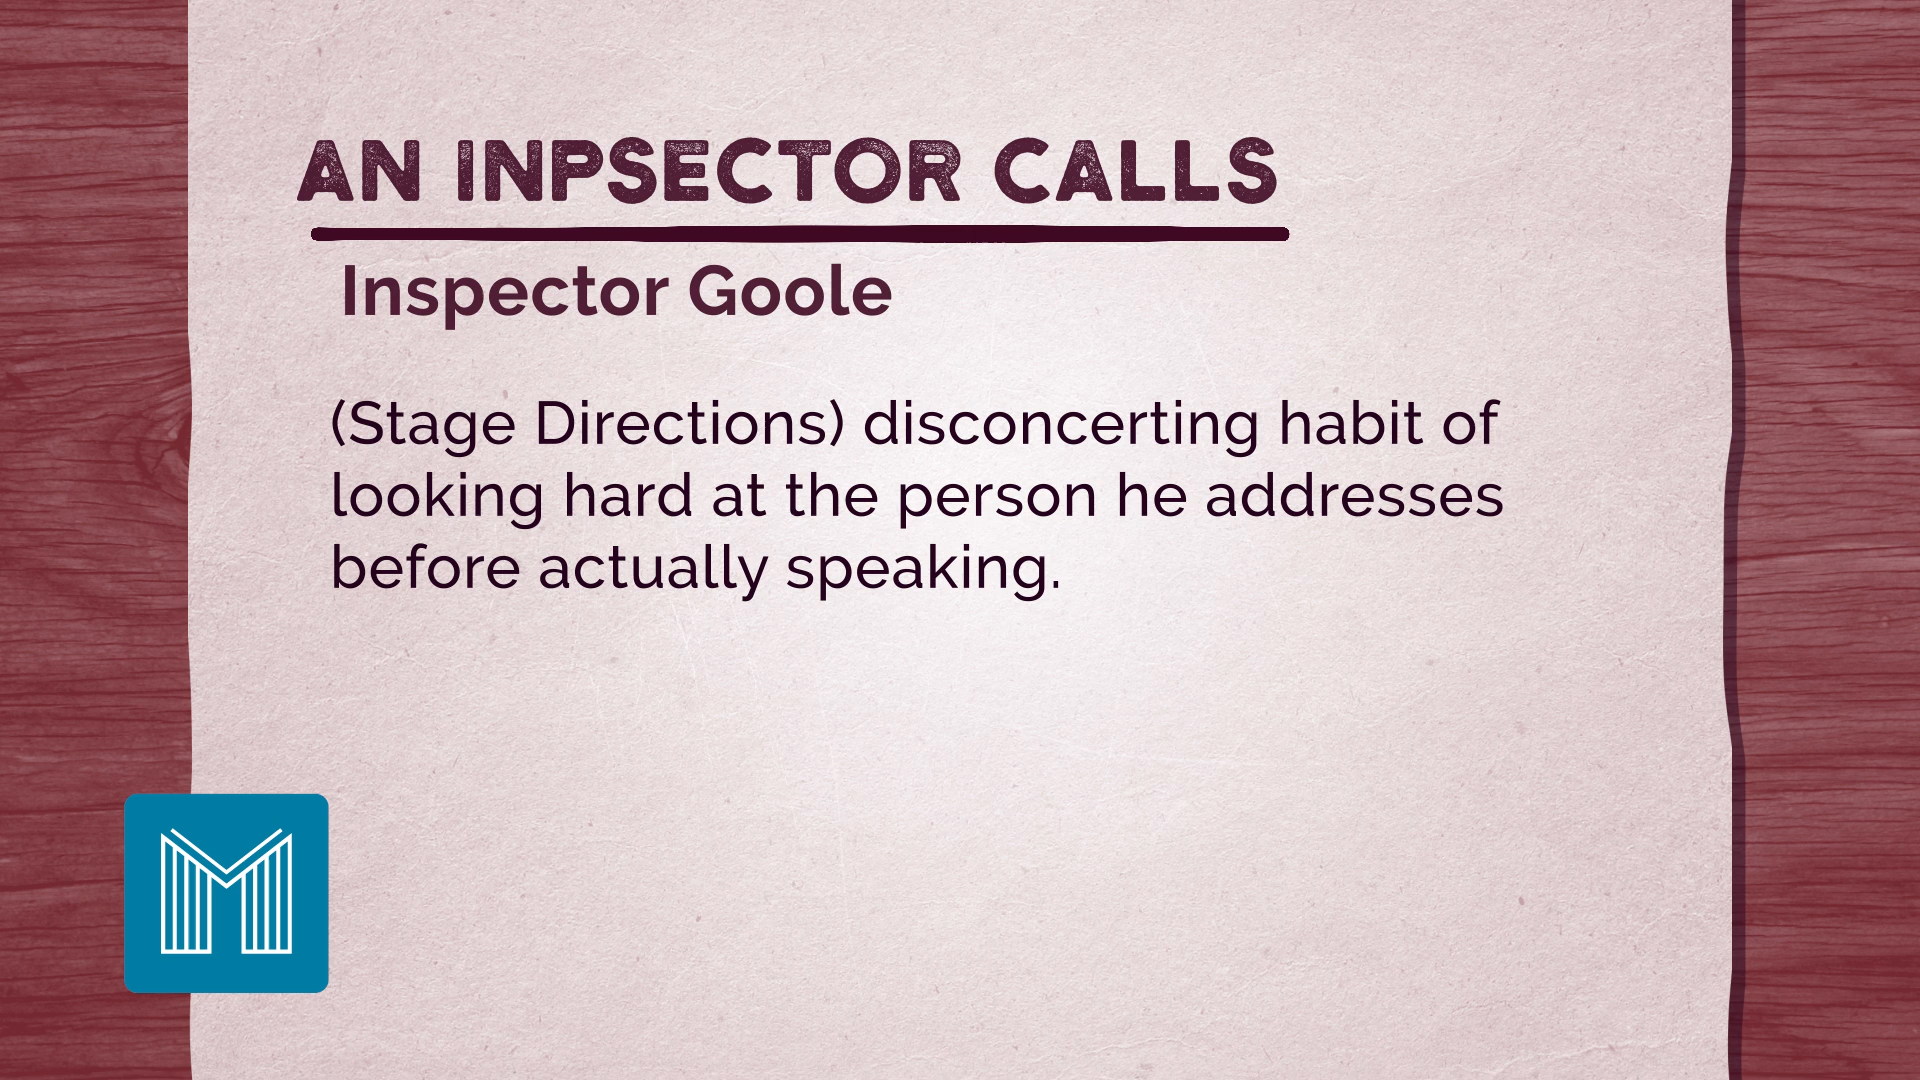 AN INPSECTOR CALLS
Inspector Goole
(Stage Directions) disconcerting habit of
looking hard at the person he addresses
before actually speaking.
M